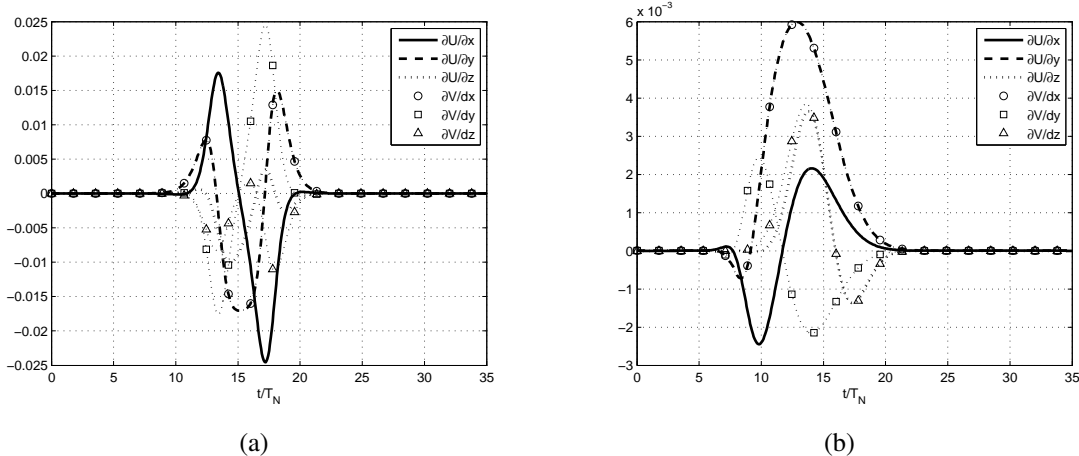 0.025
0.02
0.015
0.01
0.005
0
−0.005
−0.01
−0.015
−0.02
−0.025
0 5 10 15 20 25 30 35
t/T_N
∂U/∂x
∂U/∂y
∂U/∂z
∂V/dx
∂V/dy
∂V/dz
(a)
x 10^−3
6
5
4
3
2
1
0
−1
−2
−3
0 5 10 15 20 25 30 35
t/T_N
∂U/∂x
∂U/∂y
∂U/∂z
∂V/dx
∂V/dy
∂V/dz
(b)